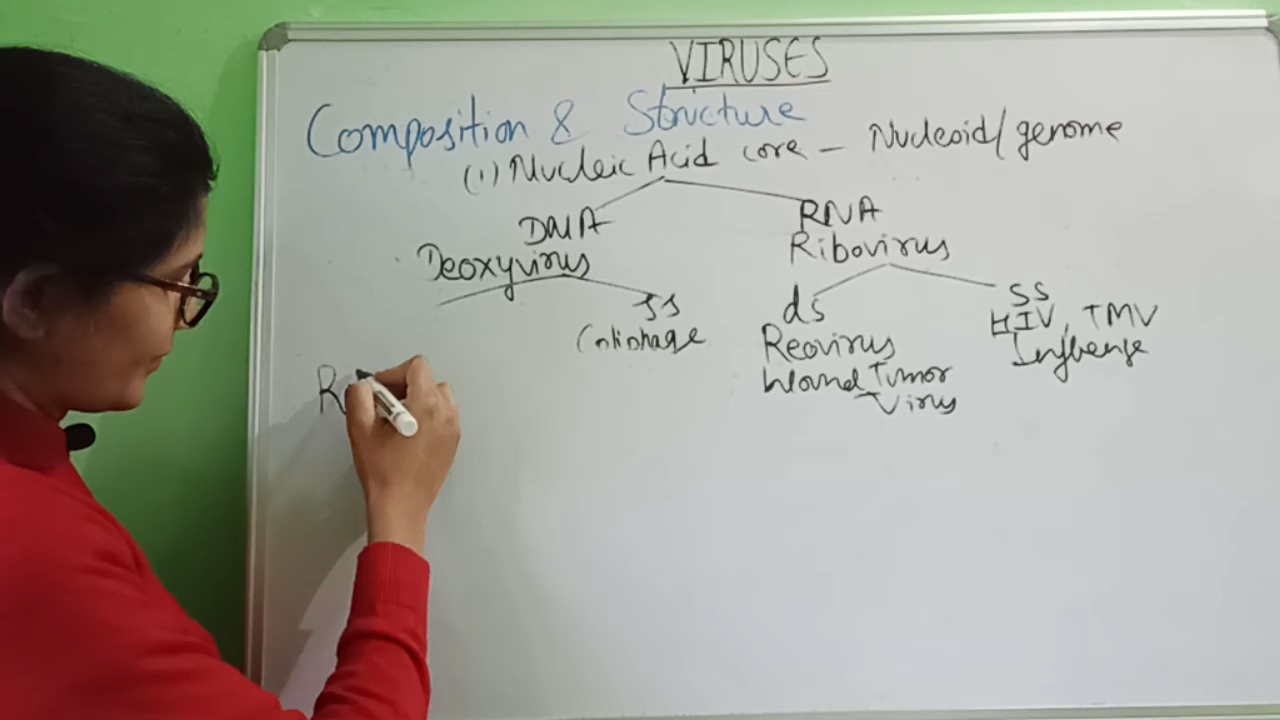 VIRUSES
Composition & Structure
(1) Nucleic Acid core - Nucleoid/genome
DNA RNA
Deoxyvirus Ribovirus
ss ds ss
Coliphage Reovirus HIV, TMV
Wound Tumor
Virus
R